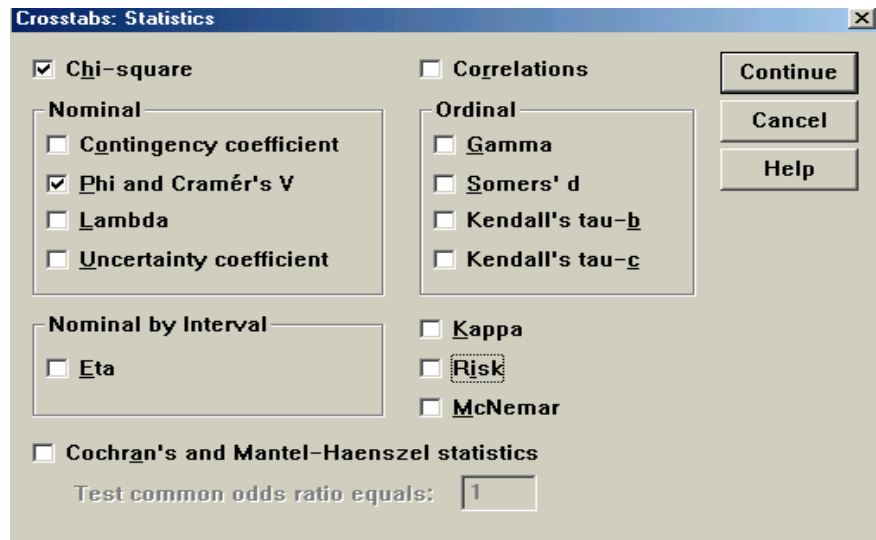 Crosstabs: Statistics
Chi-square
Correlations
Continue
Nominal
Contingency coefficient
Phi and Cramér's V
Lambda
Uncertainty coefficient
Ordinal
Gamma
Somers' d
Kendall's tau-b
Kendall's tau-c
Cancel
Help
Nominal by Interval
Eta
Kappa
Risk
McNemar
Cochran's and Mantel-Haenszel statistics
Test common odds ratio equals: 1